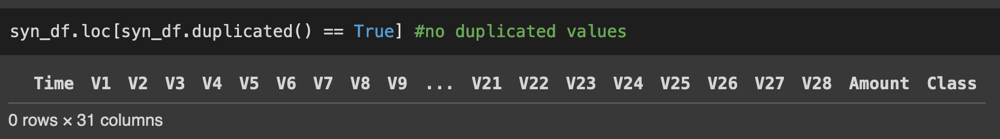 syn_df.loc[syn_df.duplicated() == True] #no duplicated values
Time V1 V2 V3 V4 V5 V6 V7 V8 V9 ... V21 V22 V23 V24 V25 V26 V27 V28 Amount Class
0 rows × 31 columns